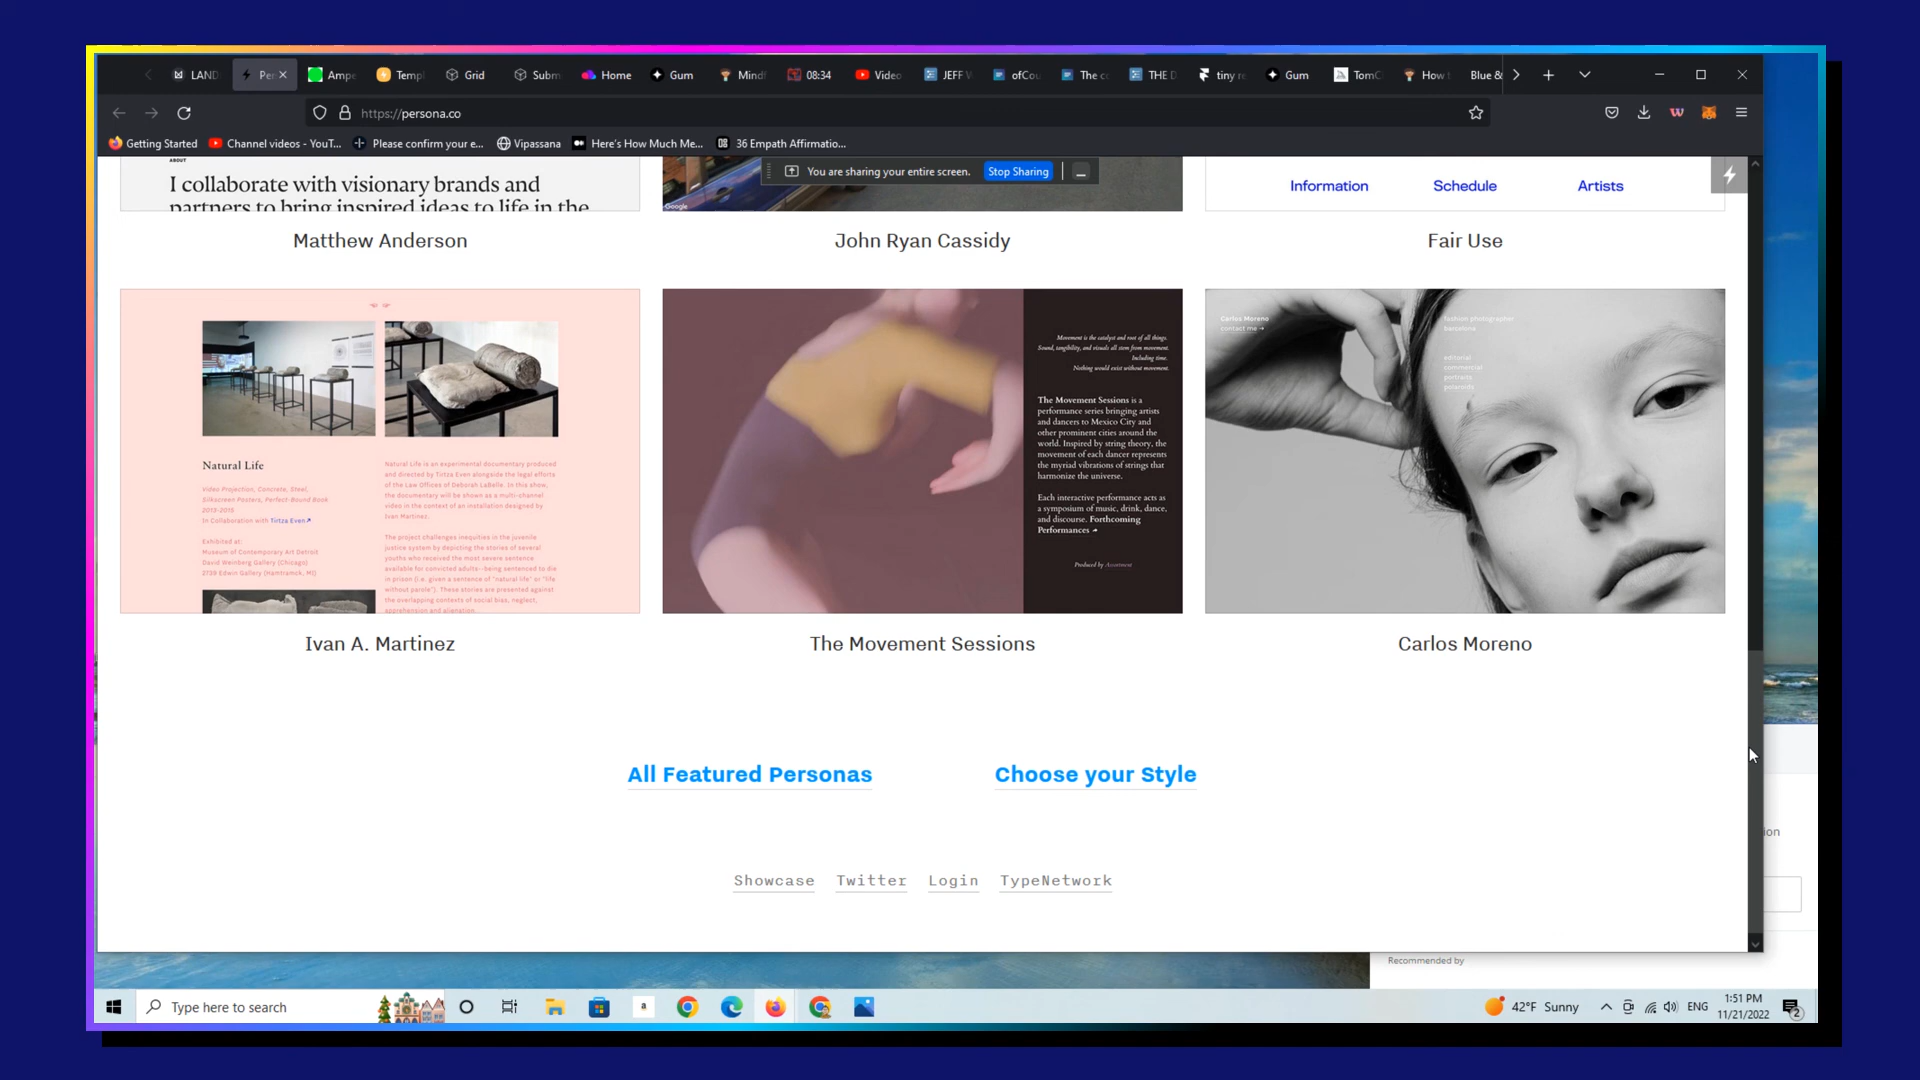 LAND
Per
Ampe
Templ
Grid
Subm
Home
Gum
Mindf
08:34
Video
JEFF V
ofCou
The co
THE D
tiny re
Gum
TomC
How t
Blue &
https://persona.co
Getting Started
Channel videos - YouT...
Please confirm your e...
Vipassana
Here's How Much Me...
36 Empath Affirmatio...
You are sharing your entire screen.
Stop Sharing
ABOUT
I collaborate with visionary brands and
partners to bring inspired ideas to life in the
Google
Information
Schedule
Artists
Matthew Anderson
John Ryan Cassidy
Fair Use
Natural Life
Video Projection, Concrete, Steel,
Silkscreen Posters, Perfect-Bound Book
2013-2015
In Collaboration with Tirtza Even↗
Exhibited at:
Museum of Contemporary Art Detroit
David Weinberg Gallery (Chicago)
2739 Edwin Gallery (Hamtramck, MI)
Natural Life is an experimental documentary produced
and directed by Tirtza Even alongside the legal efforts
of the Law Offices of Deborah LaBelle. In this show,
the documentary will be shown as a multi-channel
video in the context of an installation designed by
Ivan Martinez.
The project challenges inequities in the juvenile
justice system by depicting the stories of several
youths who received the most severe sentence
available for convicted adults--being sentenced to die
in prison (i.e. given a sentence of "natural life" or "life
without parole"). These stories are presented against
the overlapping contexts of social bias, neglect,
apprehension and alienation.
Movement is the catalyst and root of all things.
Sound, tangibility, and visuals all stem from movement.
Including time.
Nothing would exist without movement.
The Movement Sessions is a
performance series bringing artists
and dancers to Mexico City and
other prominent cities around the
world. Inspired by string theory, the
movement of each dancer represents
the myriad vibrations of strings that
harmonize the universe.
Each interactive performance acts as
a symposium of music, drink, dance,
and discourse. Forthcoming
Performances →
Produced by Assortment
Carlos Moreno
contact me →
fashion photographer
barcelona
editorial
commercial
portraits
polaroids
Ivan A. Martinez
The Movement Sessions
Carlos Moreno
All Featured Personas
Choose your Style
Showcase
Twitter
Login
TypeNetwork
ion
Recommended by
Type here to search
a
42°F Sunny
ENG
1:51 PM
11/21/2022
2